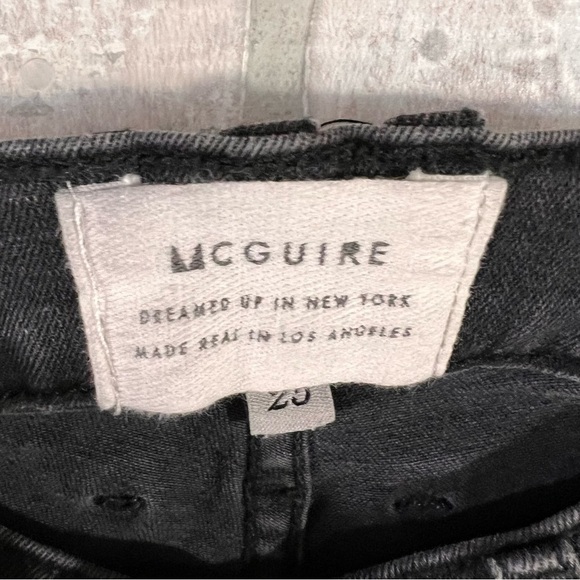 MCGUIRE
DREAMED UP IN NEW YORK
MADE REAL IN LOS ANGELES
25